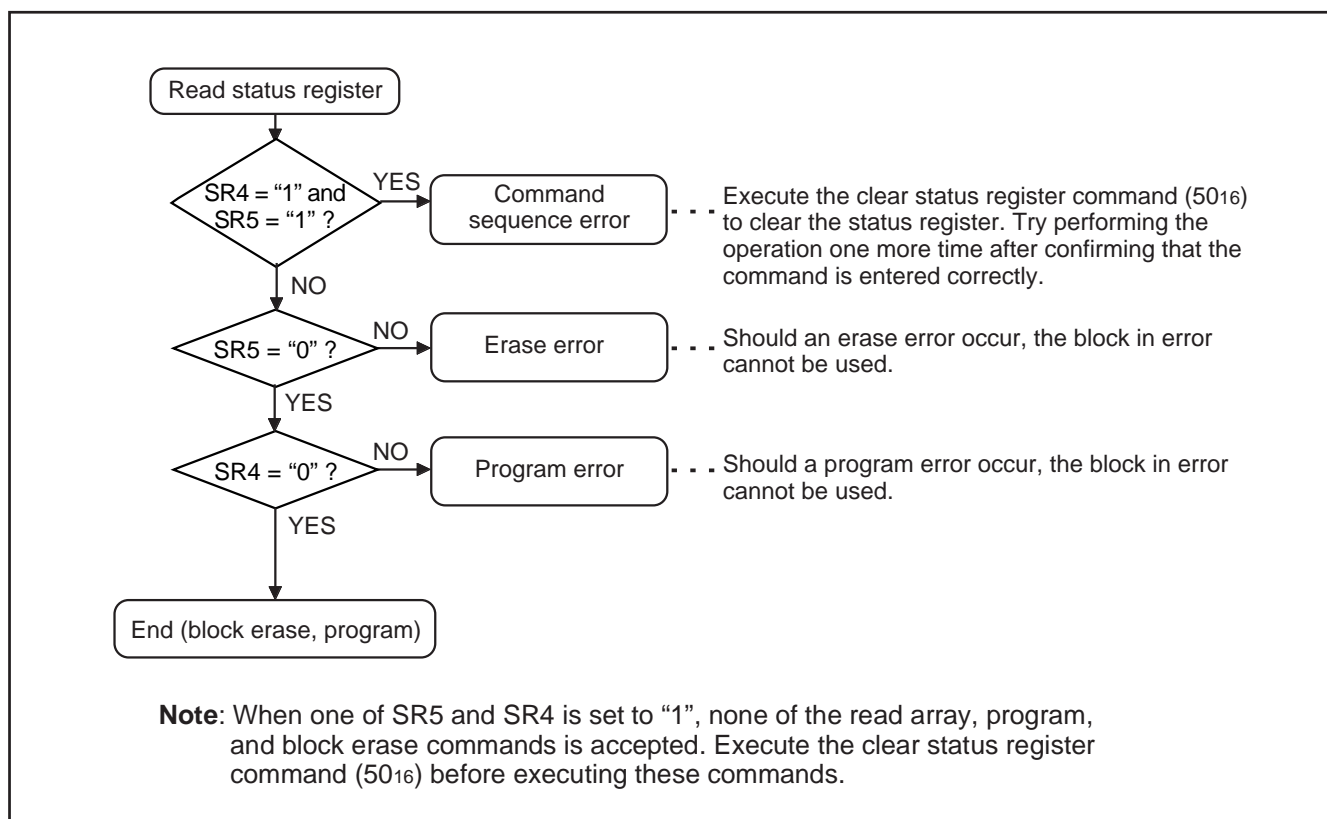 Read status register
SR4 = “1” and
SR5 = “1” ?
YES
Command
sequence error
Execute the clear status register command (5016)
to clear the status register. Try performing the
operation one more time after confirming that the
command is entered correctly.
NO
SR5 = “0” ?
NO
Erase error
Should an erase error occur, the block in error
cannot be used.
YES
SR4 = “0” ?
NO
Program error
Should a program error occur, the block in error
cannot be used.
YES
End (block erase, program)
Note: When one of SR5 and SR4 is set to “1”, none of the read array, program,
and block erase commands is accepted. Execute the clear status register
command (5016) before executing these commands.